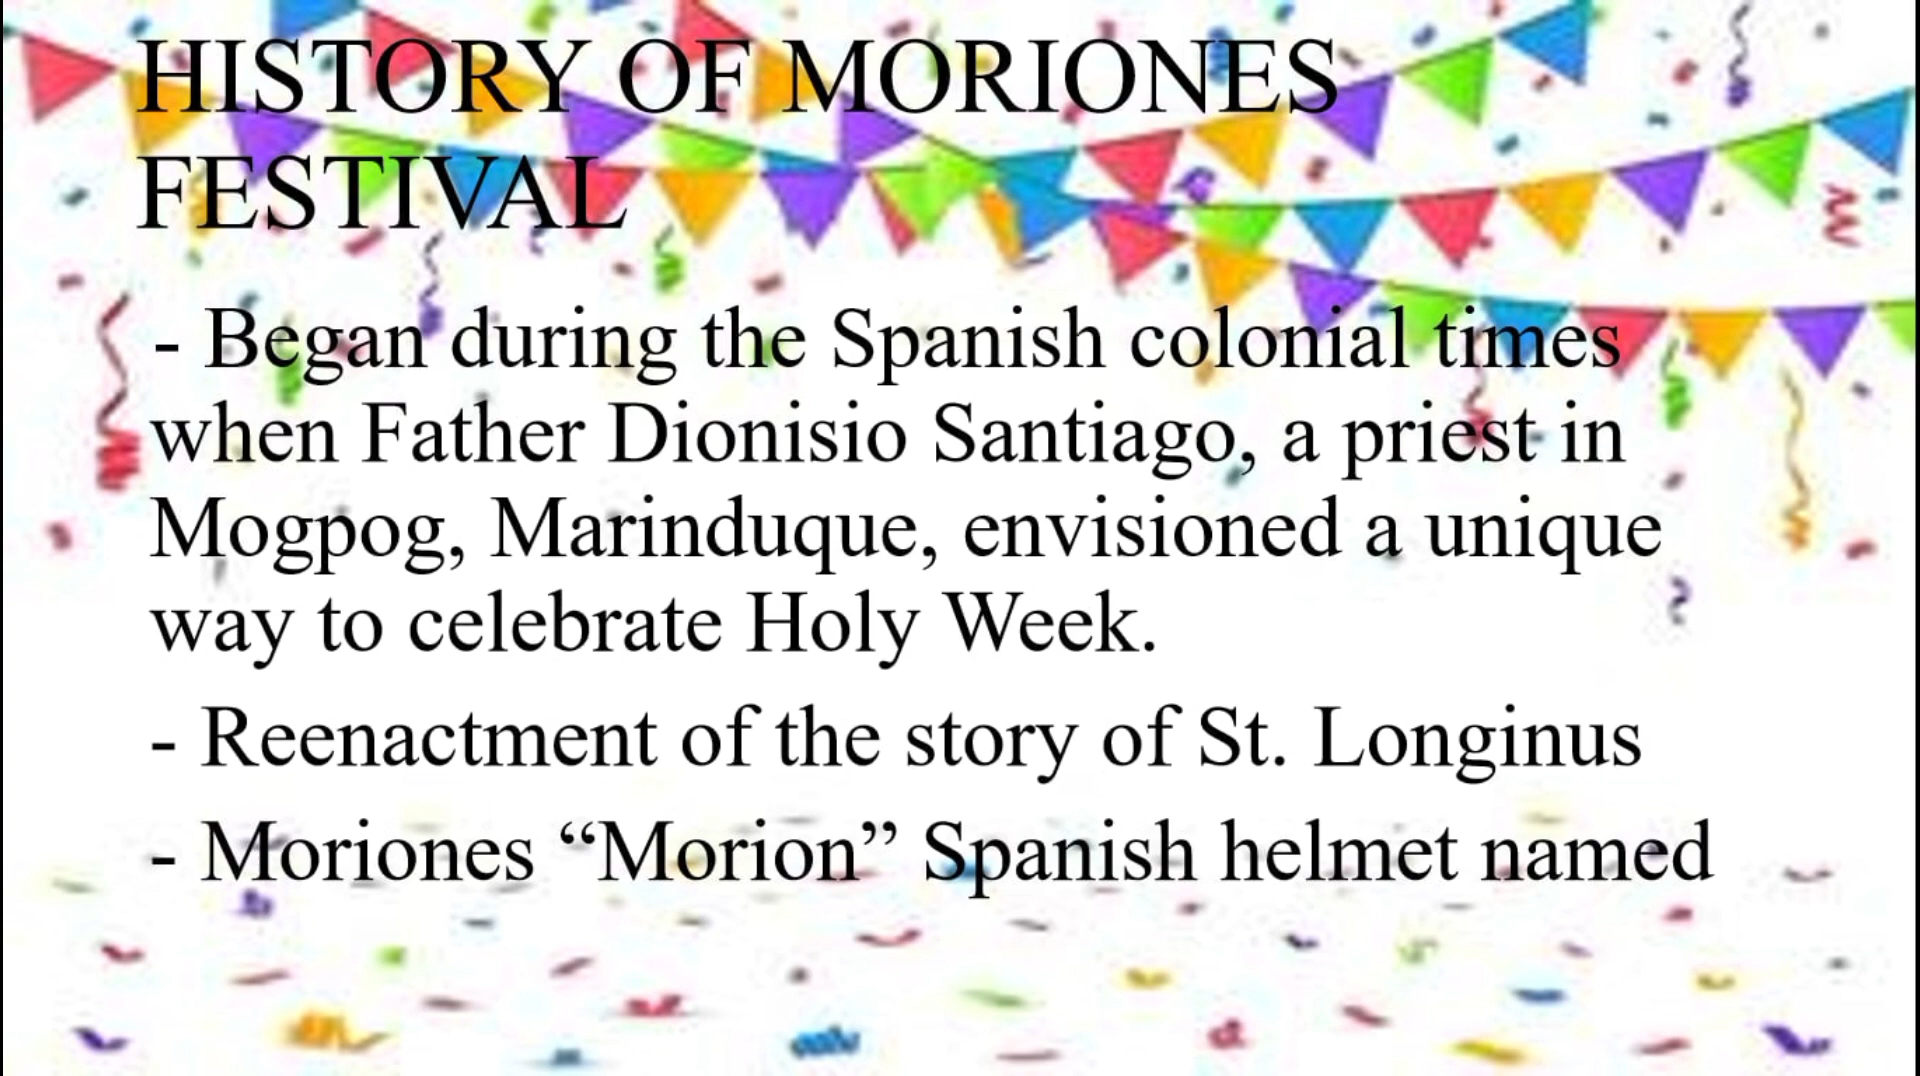 HISTORY OF MORIONES
FESTIVAL
- Began during the Spanish colonial times
when Father Dionisio Santiago, a priest in
Mogpog, Marinduque, envisioned a unique
way to celebrate Holy Week.
- Reenactment of the story of St. Longinus
- Moriones “Morion” Spanish helmet named